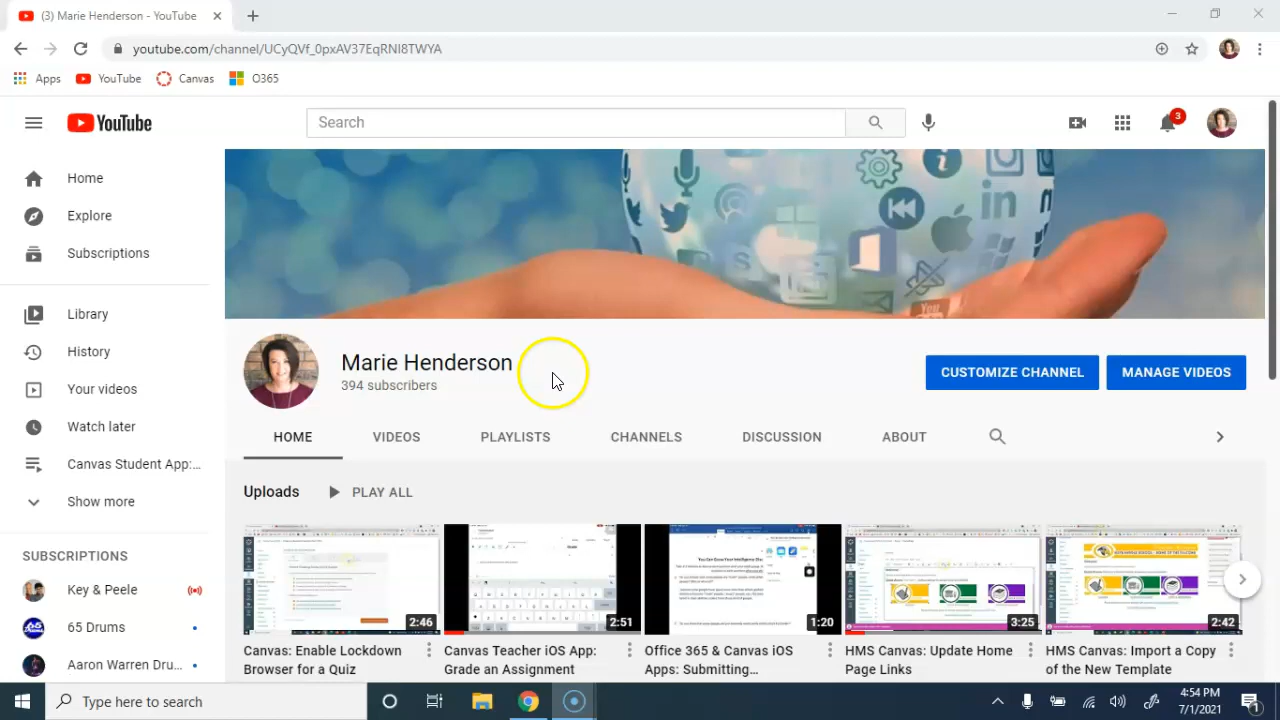 (3) Marie Henderson - YouTube
youtube.com/channel/UCyQVf_0pxAV37EqRNI8TWYA
Apps YouTube Canvas O365
YouTube
Search
3
Home
Explore
Subscriptions
Library
History
Your videos
Watch later
Canvas Student App:...
Show more
SUBSCRIPTIONS
Key & Peele
65 Drums
Aaron Warren Dru...
Marie Henderson
394 subscribers
CUSTOMIZE CHANNEL MANAGE VIDEOS
HOME VIDEOS PLAYLISTS CHANNELS DISCUSSION ABOUT
Uploads PLAY ALL
2:46 2:51 1:20 3:25 2:42
Canvas: Enable Lockdown
Browser for a Quiz
Canvas Teacher iOS App:
Grade an Assignment
Office 365 & Canvas iOS
Apps: Submitting...
HMS Canvas: Update Home
Page Links
HMS Canvas: Import a Copy
of the New Template
Type here to search
4:54 PM
7/1/2021
1